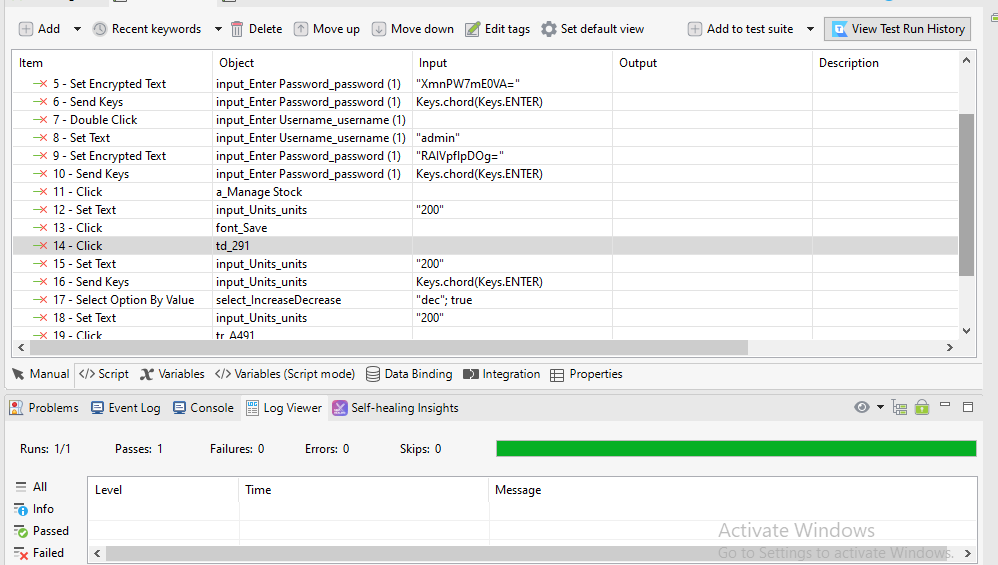 Add Recent keywords Delete Move up Move down Edit tags Set default view Add to test suite View Test Run History
Item Object Input Output Description
5 - Set Encrypted Text input_Enter Password_password (1) "XmnPW7mE0VA="
6 - Send Keys input_Enter Password_password (1) Keys.chord(Keys.ENTER)
7 - Double Click input_Enter Username_username (1)
8 - Set Text input_Enter Username_username (1) "admin"
9 - Set Encrypted Text input_Enter Password_password (1) "RAIVpflpDOg="
10 - Send Keys input_Enter Password_password (1) Keys.chord(Keys.ENTER)
11 - Click a_Manage Stock
12 - Set Text input_Units_units "200"
13 - Click font_Save
14 - Click td_291
15 - Set Text input_Units_units "200"
16 - Send Keys input_Units_units Keys.chord(Keys.ENTER)
17 - Select Option By Value select_IncreaseDecrease "dec"; true
18 - Set Text input_Units_units "200"
19 - Click tr_A491
Manual </> Script Variables </> Variables (Script mode) Data Binding Integration Properties
Problems Event Log Console Log Viewer Self-healing Insights
Runs: 1/1 Passes: 1 Failures: 0 Errors: 0 Skips: 0
All
Level Time Message
Info
Passed
Failed
Activate Windows
Go to Settings to activate Windows.